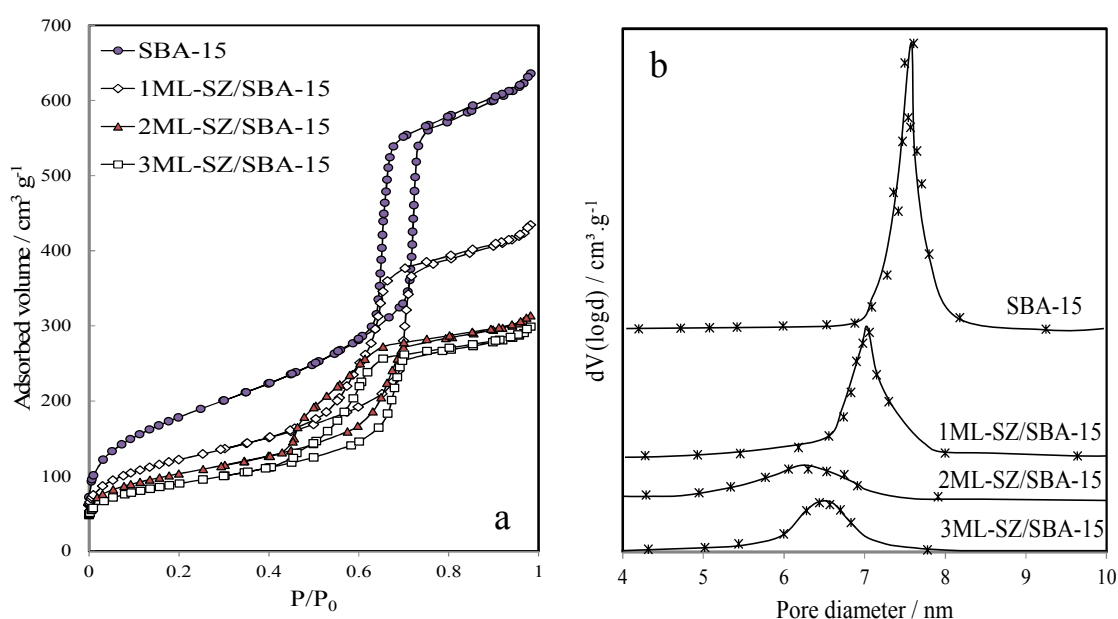 700
600
500
400
300
200
100
0
Adsorbed volume / cm³ g⁻¹
SBA-15
1ML-SZ/SBA-15
2ML-SZ/SBA-15
3ML-SZ/SBA-15
a
0 0.2 0.4 0.6 0.8 1
P/P₀
b
dV (logd) / cm³.g⁻¹
SBA-15
1ML-SZ/SBA-15
2ML-SZ/SBA-15
3ML-SZ/SBA-15
4 5 6 7 8 9 10
Pore diameter / nm